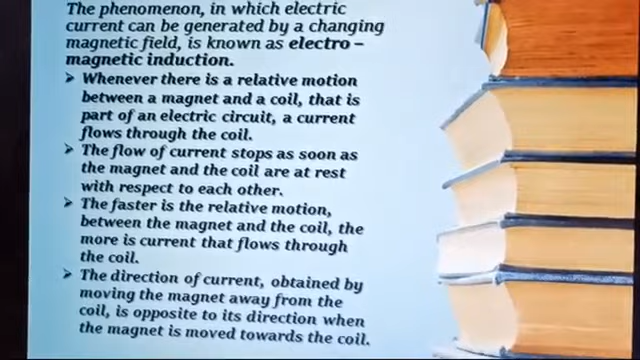 The phenomenon, in which electric
current can be generated by a changing
magnetic field, is known as electro –
magnetic induction.
➤ Whenever there is a relative motion
between a magnet and a coil, that is
part of an electric circuit, a current
flows through the coil.
➤ The flow of current stops as soon as
the magnet and the coil are at rest
with respect to each other.
➤ The faster is the relative motion,
between the magnet and the coil, the
more is current that flows through
the coil.
➤ The direction of current, obtained by
moving the magnet away from the
coil, is opposite to its direction when
the magnet is moved towards the coil.